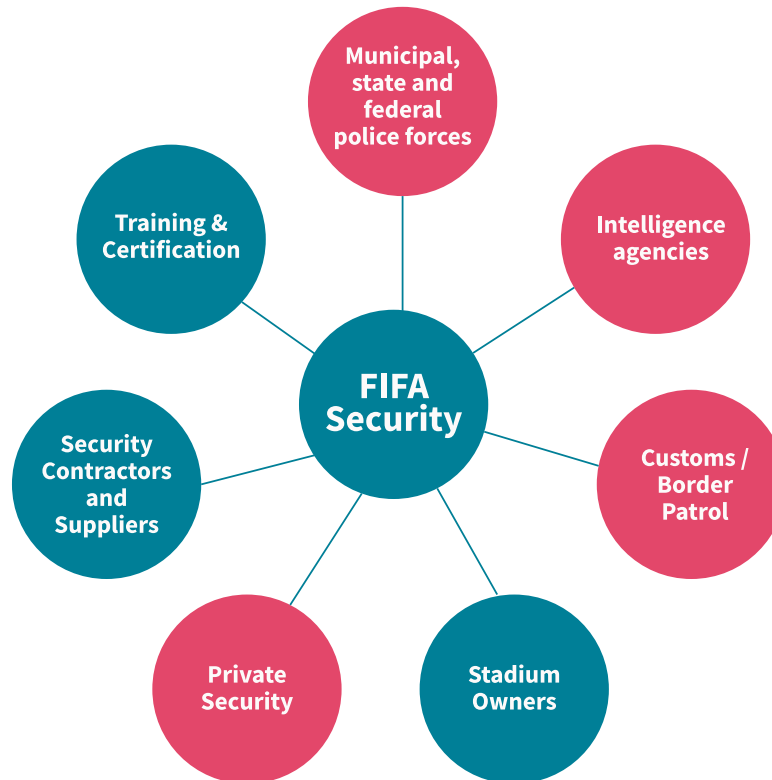 Municipal,
state and
federal
police forces
Training &
Certification
Intelligence
agencies
FIFA
Security
Security
Contractors
and
Suppliers
Customs /
Border
Patrol
Private
Security
Stadium
Owners